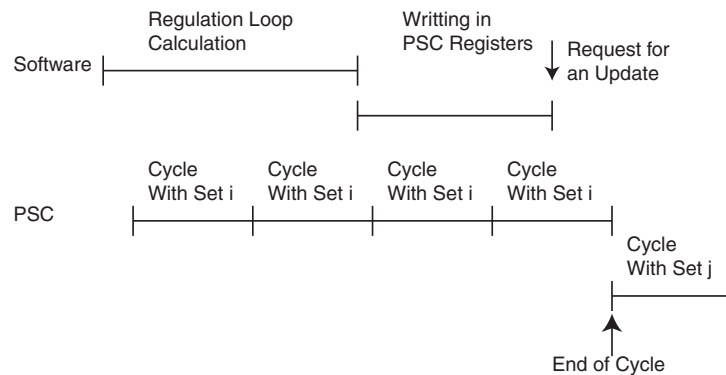 Regulation Loop
Calculation
Writting in
PSC Registers
Request for
an Update
Software
Cycle
With Set i
Cycle
With Set i
Cycle
With Set i
Cycle
With Set i
PSC
Cycle
With Set j
End of Cycle